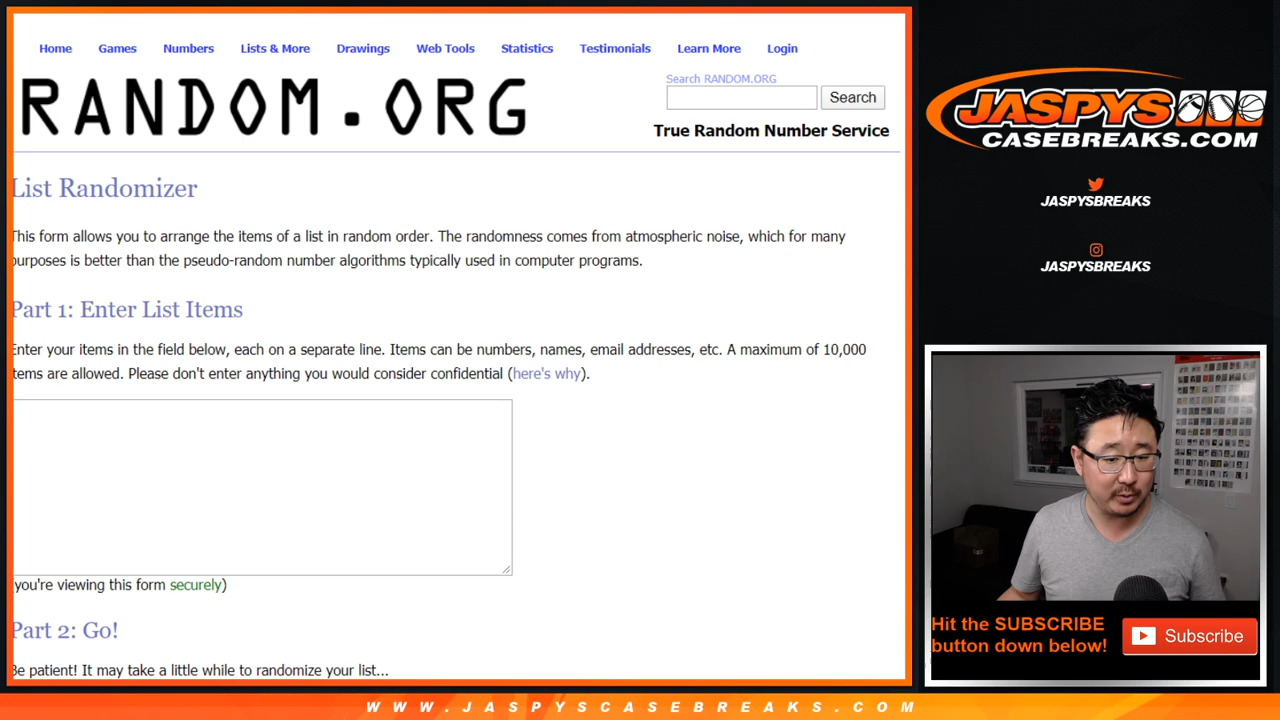 Home Games Numbers Lists & More Drawings Web Tools Statistics Testimonials Learn More Login
RANDOM.ORG
Search RANDOM.ORG
Search
True Random Number Service
List Randomizer
This form allows you to arrange the items of a list in random order. The randomness comes from atmospheric noise, which for many
purposes is better than the pseudo-random number algorithms typically used in computer programs.
Part 1: Enter List Items
Enter your items in the field below, each on a separate line. Items can be numbers, names, email addresses, etc. A maximum of 10,000
items are allowed. Please don't enter anything you would consider confidential (here's why).
(you're viewing this form securely)
Part 2: Go!
Be patient! It may take a little while to randomize your list...
JASPYS
CASEBREAKS.COM
JASPYSBREAKS
JASPYSBREAKS
Hit the SUBSCRIBE
button down below!
Subscribe
WWW.JASPYSCASEBREAKS.COM